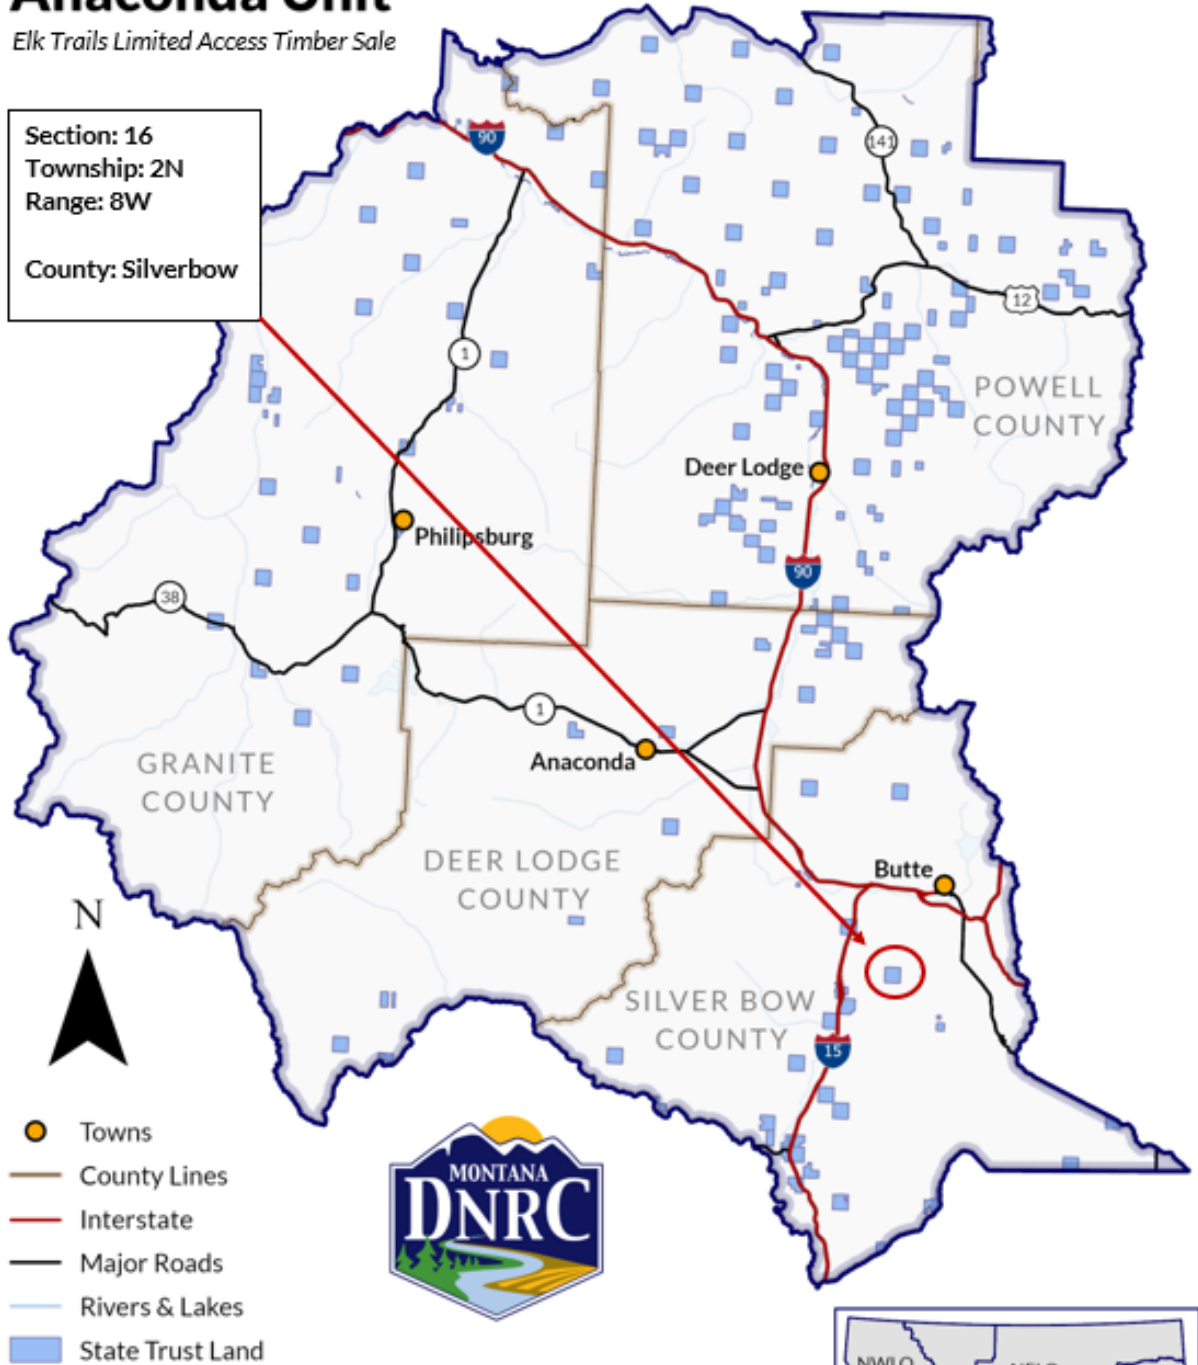 Anaconda Unit
Elk Trails Limited Access Timber Sale
Section: 16
Township: 2N
Range: 8W
County: Silverbow
90
141
12
1
POWELL
COUNTY
Deer Lodge
Philipsburg
90
38
1
Anaconda
GRANITE
COUNTY
DEER LODGE
COUNTY
Butte
N
SILVER BOW
COUNTY
15
Towns
County Lines
Interstate
Major Roads
Rivers & Lakes
State Trust Land
MONTANA
DNRC
NWLO
NELO